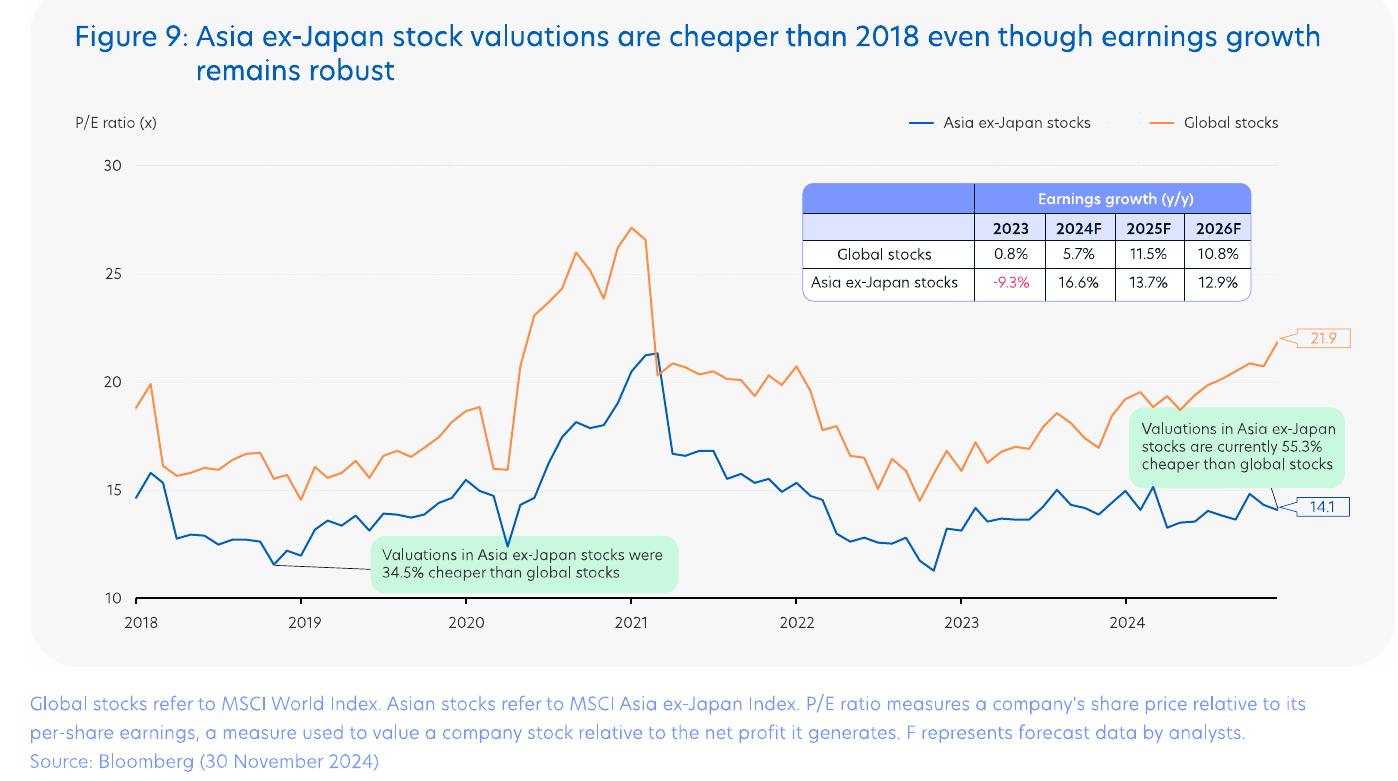 Figure 9: Asia ex-Japan stock valuations are cheaper than 2018 even though earnings growth
remains robust
P/E ratio (x)
Asia ex-Japan stocks
Global stocks
30
25
20
15
10
Earnings growth (y/y)
2023 2024F 2025F 2026F
Global stocks 0.8% 5.7% 11.5% 10.8%
Asia ex-Japan stocks -9.3% 16.6% 13.7% 12.9%
21.9
Valuations in Asia ex-Japan
stocks are currently 55.3%
cheaper than global stocks
14.1
Valuations in Asia ex-Japan stocks were
34.5% cheaper than global stocks
2018 2019 2020 2021 2022 2023 2024
Global stocks refer to MSCI World Index. Asian stocks refer to MSCI Asia ex-Japan Index. P/E ratio measures a company's share price relative to its
per-share earnings, a measure used to value a company stock relative to the net profit it generates. F represents forecast data by analysts.
Source: Bloomberg (30 November 2024)